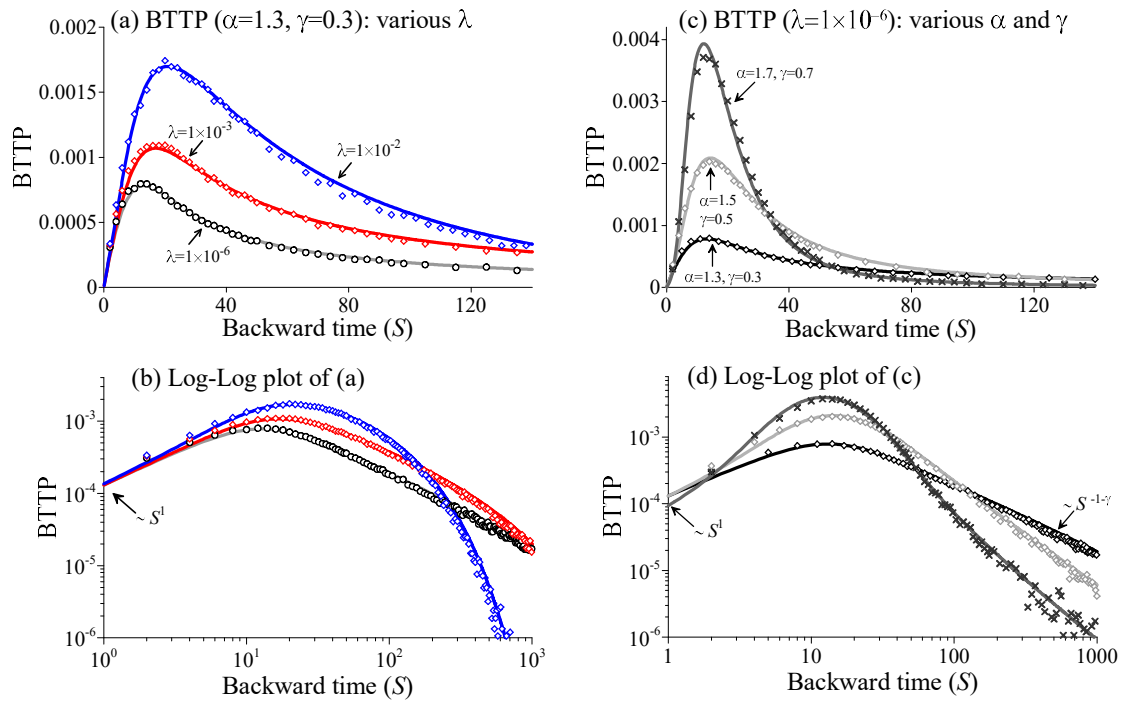 (a) BTTP (α=1.3, γ=0.3): various λ
0.002
0.0015
0.001
0.0005
0
BTTP
λ=1×10⁻³
λ=1×10⁻²
λ=1×10⁻⁶
0
40
80
120
Backward time (S)
(c) BTTP (λ=1×10⁻⁶): various α and γ
0.004
0.003
0.002
0.001
0
BTTP
α=1.7, γ=0.7
α=1.5
γ=0.5
α=1.3, γ=0.3
0
40
80
120
Backward time (S)
(b) Log-Log plot of (a)
10⁻³
10⁻⁴
10⁻⁵
10⁻⁶
BTTP
~ S¹
10⁰
10¹
10²
10³
Backward time (S)
(d) Log-Log plot of (c)
10⁻³
10⁻⁴
10⁻⁵
10⁻⁶
BTTP
~ S¹
~ S⁻¹⁻ᵞ
1
10
100
1000
Backward time (S)